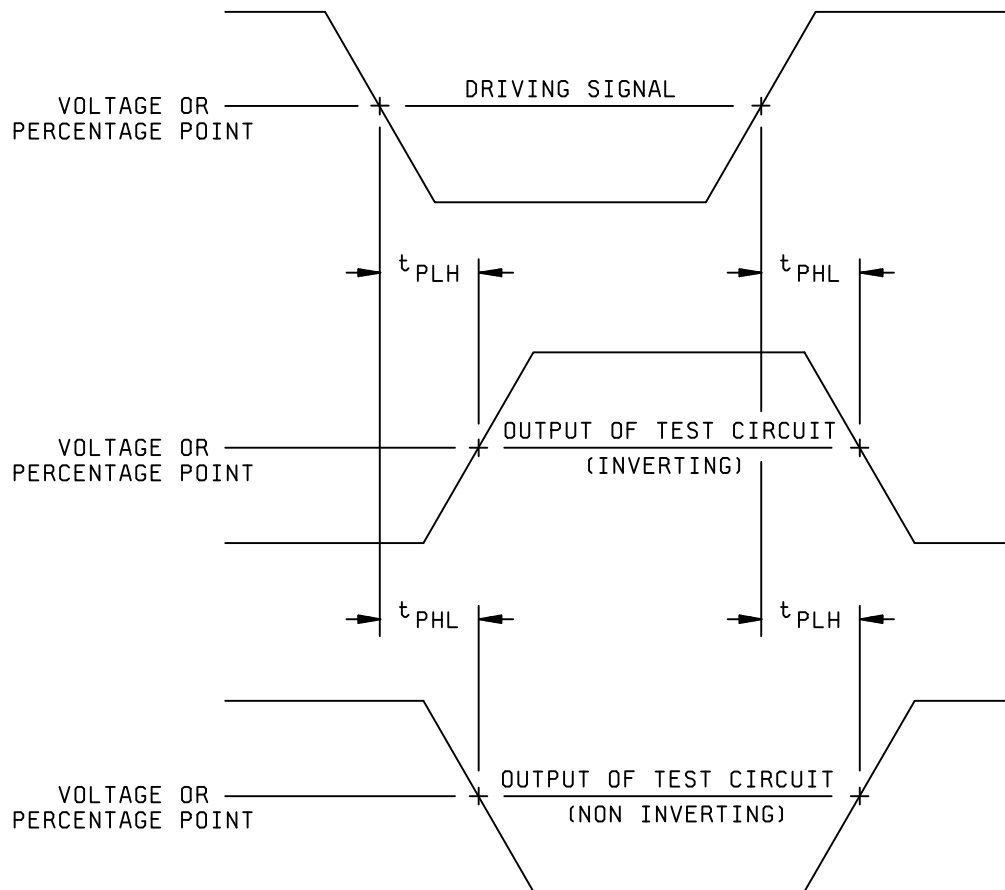 DRIVING SIGNAL
VOLTAGE OR
PERCENTAGE POINT
tPLH
tPHL
OUTPUT OF TEST CIRCUIT
VOLTAGE OR
(INVERTING)
PERCENTAGE POINT
tPHL
tPLH
OUTPUT OF TEST CIRCUIT
VOLTAGE OR
(NON INVERTING)
PERCENTAGE POINT